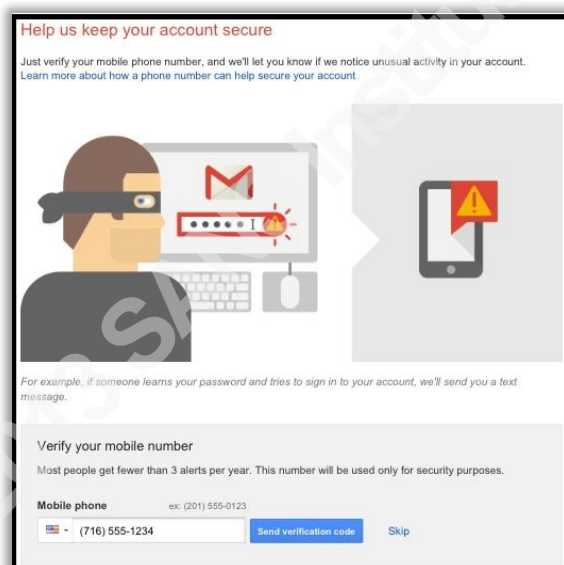 Help us keep your account secure
Just verify your mobile phone number, and we'll let you know if we notice unusual activity in your account.
Learn more about how a phone number can help secure your account
For example, if someone learns your password and tries to sign in to your account, we'll send you a text
message.
Verify your mobile number
Most people get fewer than 3 alerts per year. This number will be used only for security purposes.
Mobile phone ex: (201) 555-0123
(716) 555-1234 Send verification code Skip